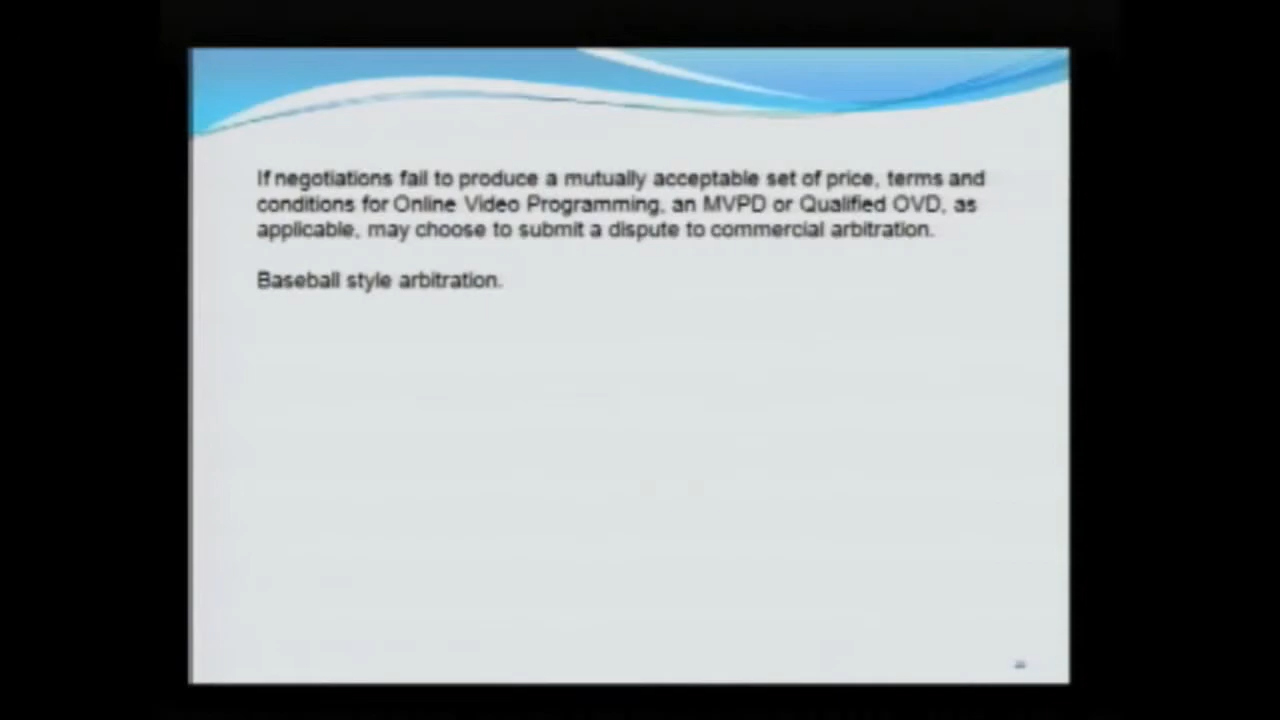 If negotiations fail to produce a mutually acceptable set of price, terms and
conditions for Online Video Programming, an MVPD or Qualified OVD, as
applicable, may choose to submit a dispute to commercial arbitration.
Baseball style arbitration.